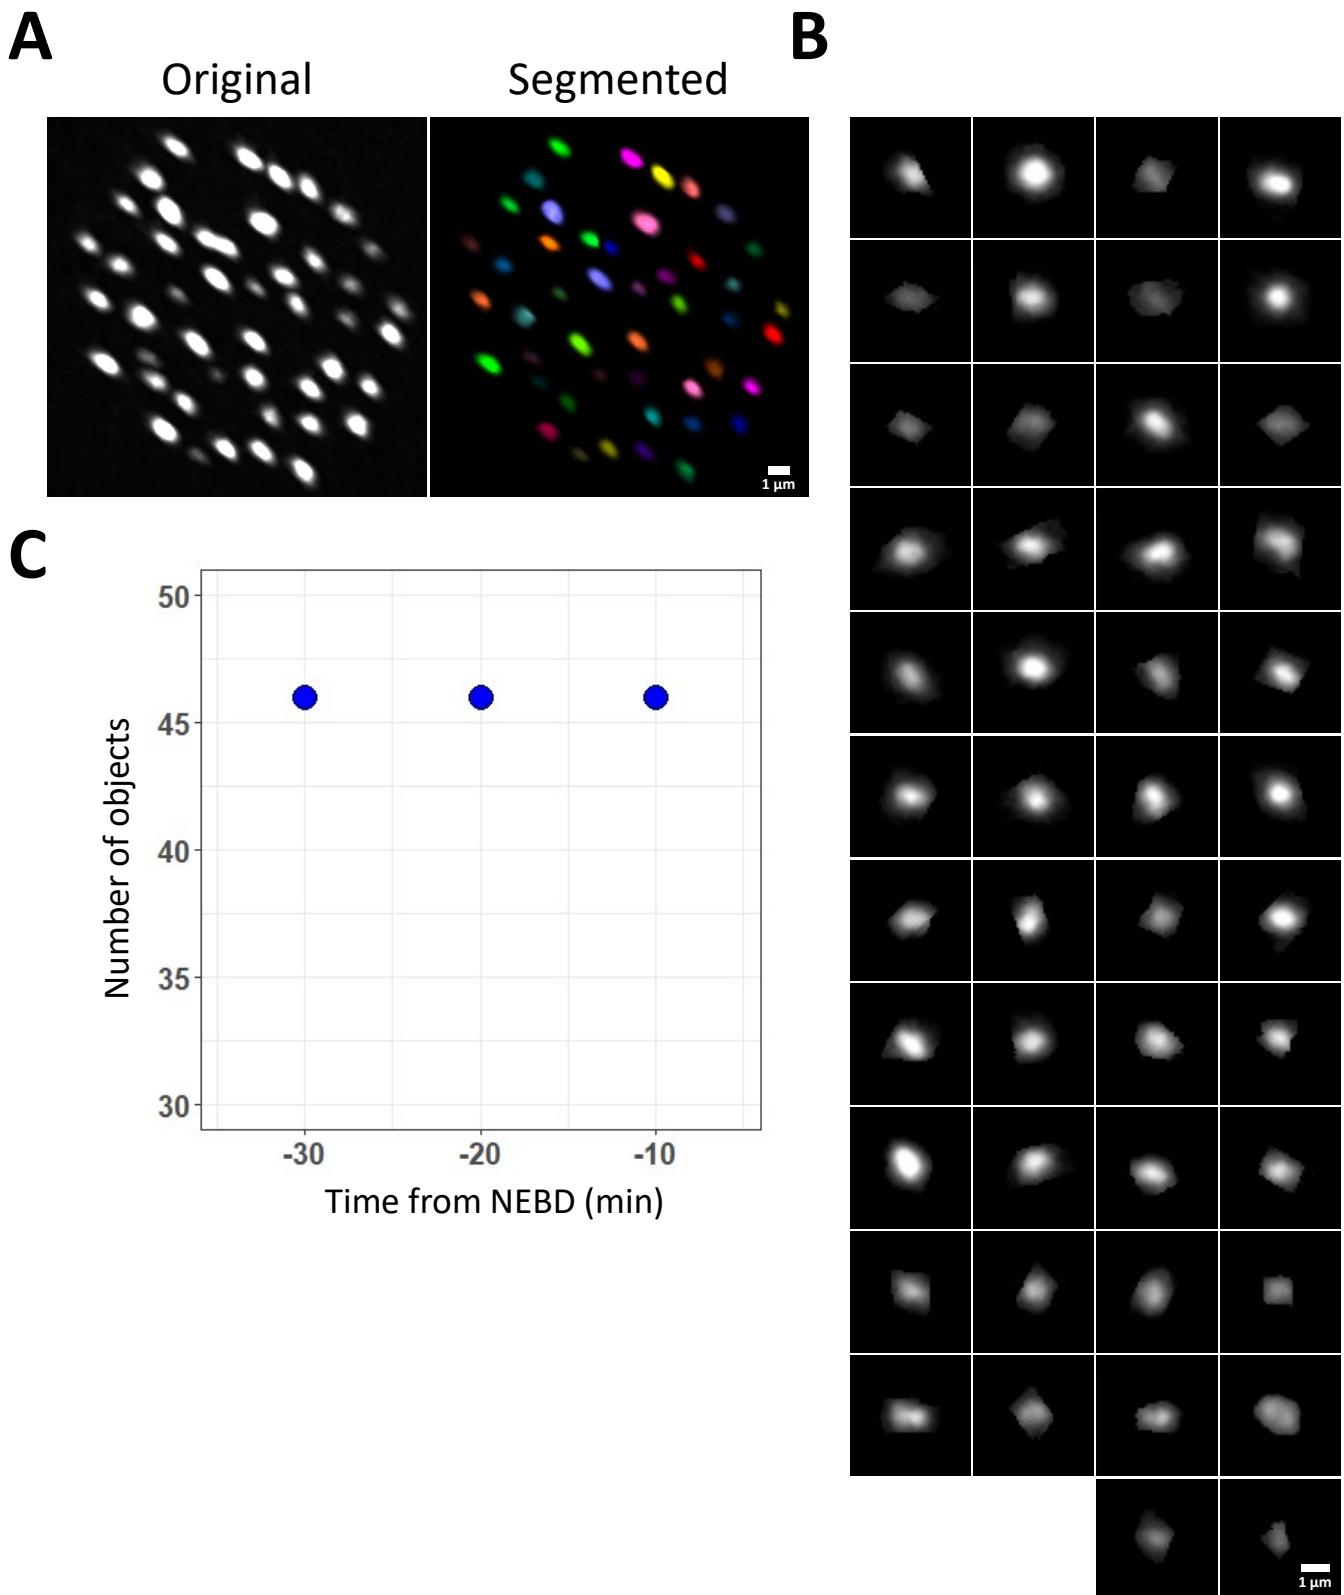 A
B
Original
Segmented
1 µm
C
50
45
40
35
30
Number of objects
-30
-20
-10
Time from NEBD (min)
1 µm